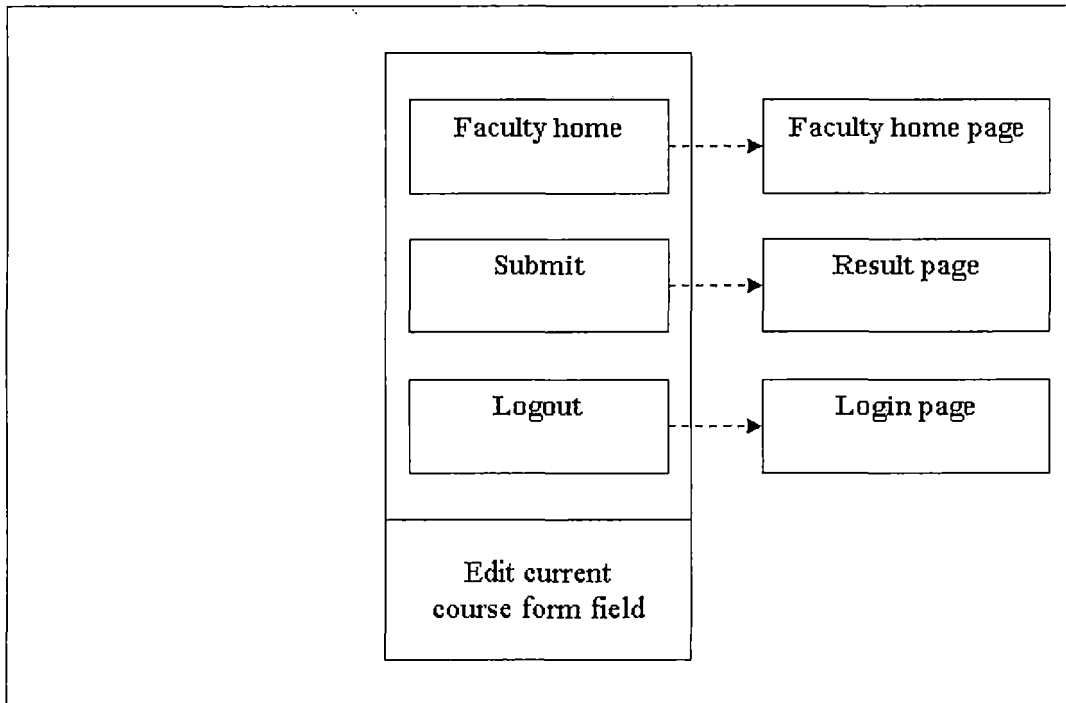 Faculty home
Faculty home page
Submit
Result page
Logout
Login page
Edit current
course form field